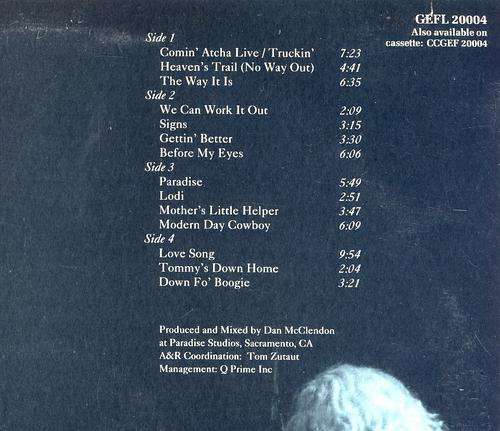 GEFL 20004
Also available on
cassette: CCGEF 20004
Side 1
Comin' Atcha Live / Truckin' 7:23
Heaven's Trail (No Way Out) 4:41
The Way It Is 6:35
Side 2
We Can Work It Out 2:09
Signs 3:15
Gettin' Better 3:30
Before My Eyes 6:06
Side 3
Paradise 5:49
Lodi 2:51
Mother's Little Helper 3:47
Modern Day Cowboy 6:09
Side 4
Love Song 9:54
Tommy's Down Home 2:04
Down Fo' Boogie 3:21
Produced and Mixed by Dan McClendon
at Paradise Studios, Sacramento, CA
A&R Coordination: Tom Zutaut
Management: Q Prime Inc